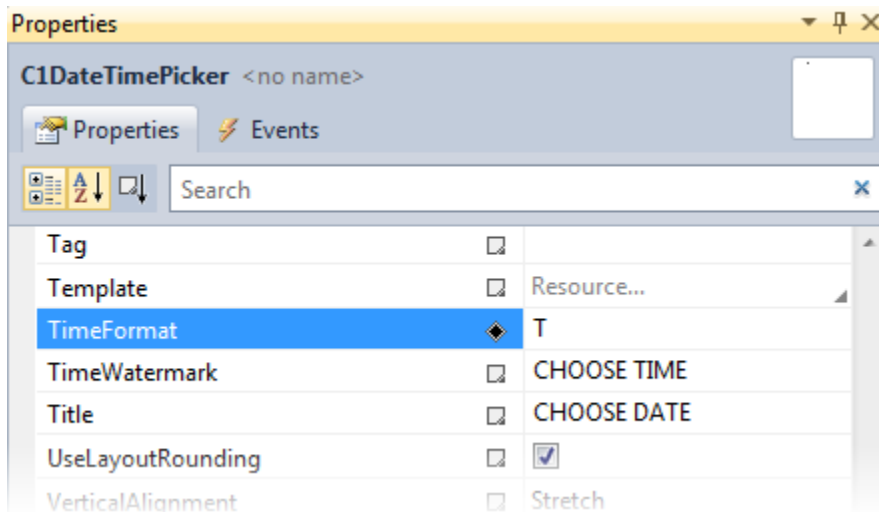 Properties
C1DateTimePicker <no name>
Properties Events
Search
Tag
Template Resource...
TimeFormat T
TimeWatermark CHOOSE TIME
Title CHOOSE DATE
UseLayoutRounding
VerticalAlignment Stretch